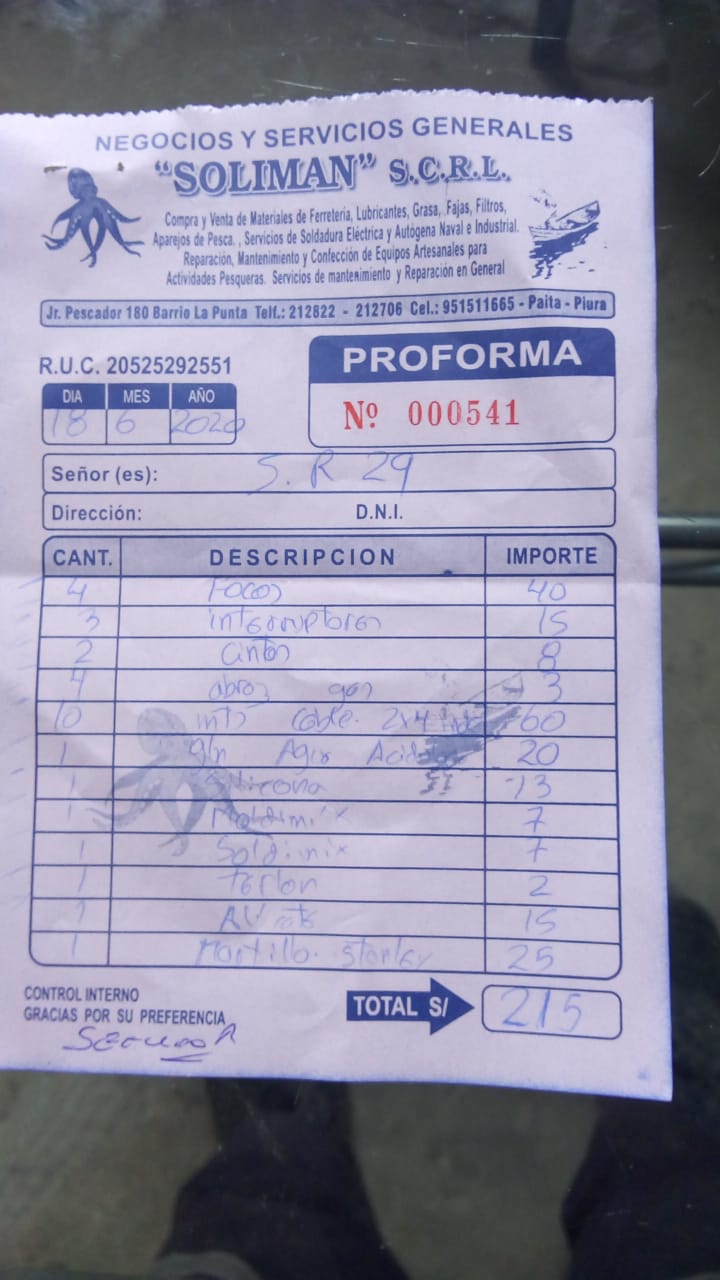 NEGOCIOS Y SERVICIOS GENERALES
"SOLIMAN" S.C.R.L.
Compra y Venta de Materiales de Ferretería, Lubricantes, Grasa, Fajas, Filtros,
Aparejos de Pesca., Servicios de Soldadura Eléctrica y Autógena Naval e Industrial.
Reparación, Mantenimiento y Confección de Equipos Artesanales para
Actividades Pesqueras. Servicios de mantenimiento y Reparación en General
Jr. Pescador 180 Barrio La Punta Telf.: 212822 - 212706 Cel.: 951511665 - Paita - Piura
R.U.C. 20525292551
PROFORMA
Nº 000541
DIA MES AÑO
18 6 2020
Señor (es): S. R 29
Dirección: D.N.I.
CANT. DESCRIPCION IMPORTE
4 Focos 40
3 interruptores 15
2 cintas 8
4 3
10 mts Cable. 2x4 60
1 gln 20
1 Silicona 13
1 Moldimix 7
1 Soldimix 7
1 Teflon 2
1 15
1 Martillo. Stanley 25
CONTROL INTERNO
GRACIAS POR SU PREFERENCIA
TOTAL S/ 215